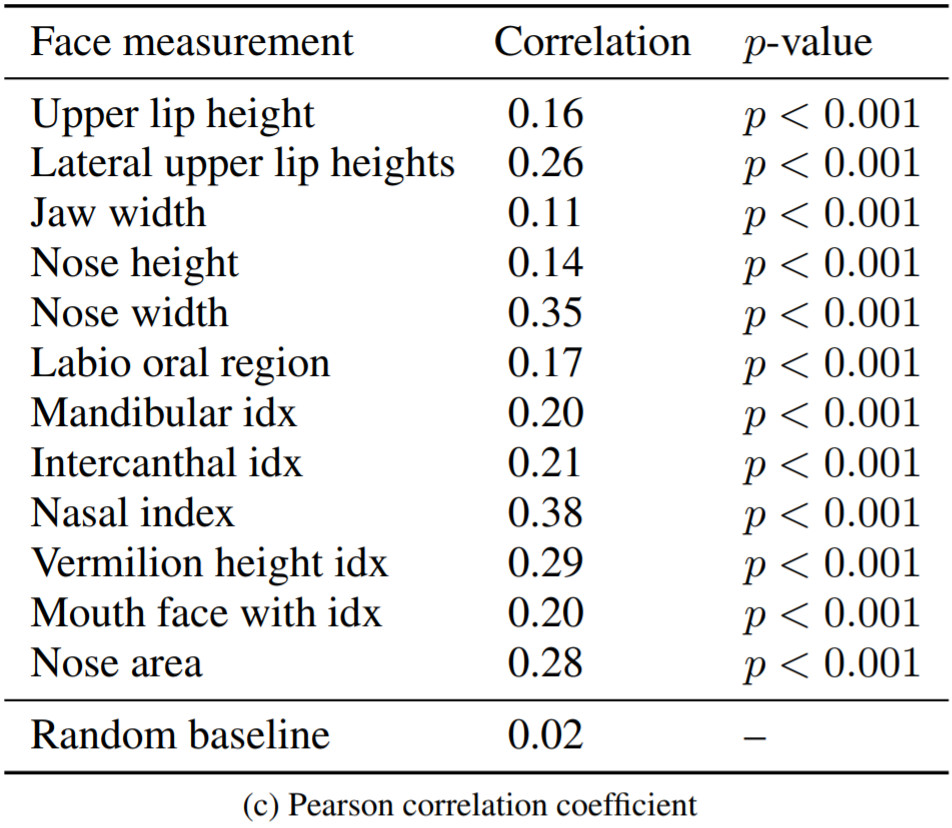 Face measurement Correlation p-value
Upper lip height 0.16 p < 0.001
Lateral upper lip heights 0.26 p < 0.001
Jaw width 0.11 p < 0.001
Nose height 0.14 p < 0.001
Nose width 0.35 p < 0.001
Labio oral region 0.17 p < 0.001
Mandibular idx 0.20 p < 0.001
Intercanthal idx 0.21 p < 0.001
Nasal index 0.38 p < 0.001
Vermilion height idx 0.29 p < 0.001
Mouth face with idx 0.20 p < 0.001
Nose area 0.28 p < 0.001
Random baseline 0.02 –
(c) Pearson correlation coefficient